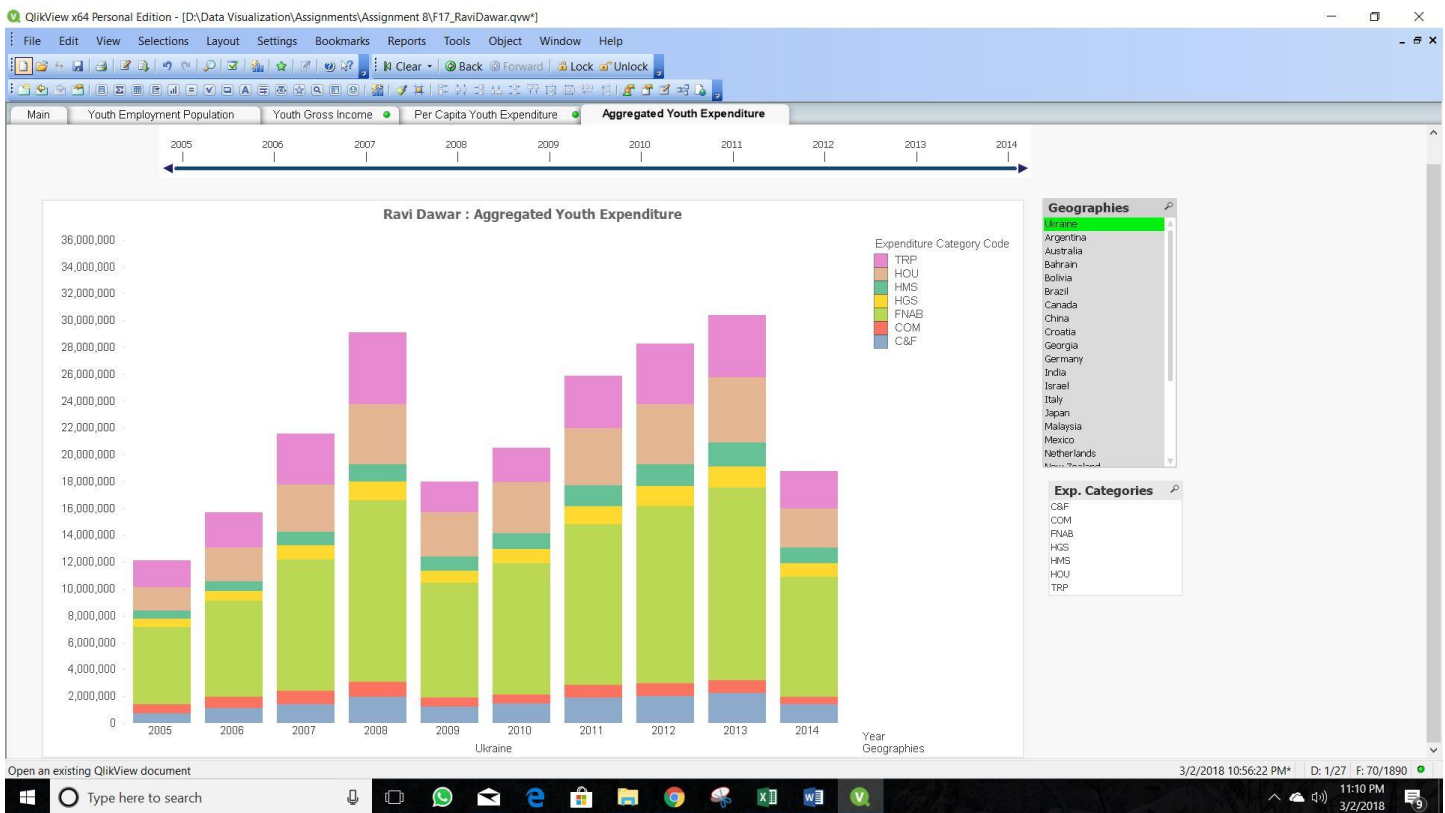 QlikView x64 Personal Edition - [D:\Data Visualization\Assignments\Assignment 8\F17_RaviDawar.qvw*]
File Edit View Selections Layout Settings Bookmarks Reports Tools Object Window Help
Clear Back Forward Lock Unlock
Main Youth Employment Population Youth Gross Income Per Capita Youth Expenditure Aggregated Youth Expenditure
2005 2006 2007 2008 2009 2010 2011 2012 2013 2014
Ravi Dawar : Aggregated Youth Expenditure
36,000,000
34,000,000
32,000,000
30,000,000
28,000,000
26,000,000
24,000,000
22,000,000
20,000,000
18,000,000
16,000,000
14,000,000
12,000,000
10,000,000
8,000,000
6,000,000
4,000,000
2,000,000
0
2005 2006 2007 2008 2009 2010 2011 2012 2013 2014
Ukraine
Year
Geographies
Expenditure Category Code
TRP
HOU
HMS
HGS
FNAB
COM
C&F
Geographies
Ukraine
Argentina
Australia
Bahrain
Bolivia
Brazil
Canada
China
Croatia
Georgia
Germany
India
Israel
Italy
Japan
Malaysia
Mexico
Netherlands
New Zealand
Exp. Categories
C&F
COM
FNAB
HGS
HMS
HOU
TRP
Open an existing QlikView document
3/2/2018 10:56:22 PM* D: 1/27 F: 70/1890
Type here to search
11:10 PM
3/2/2018
9